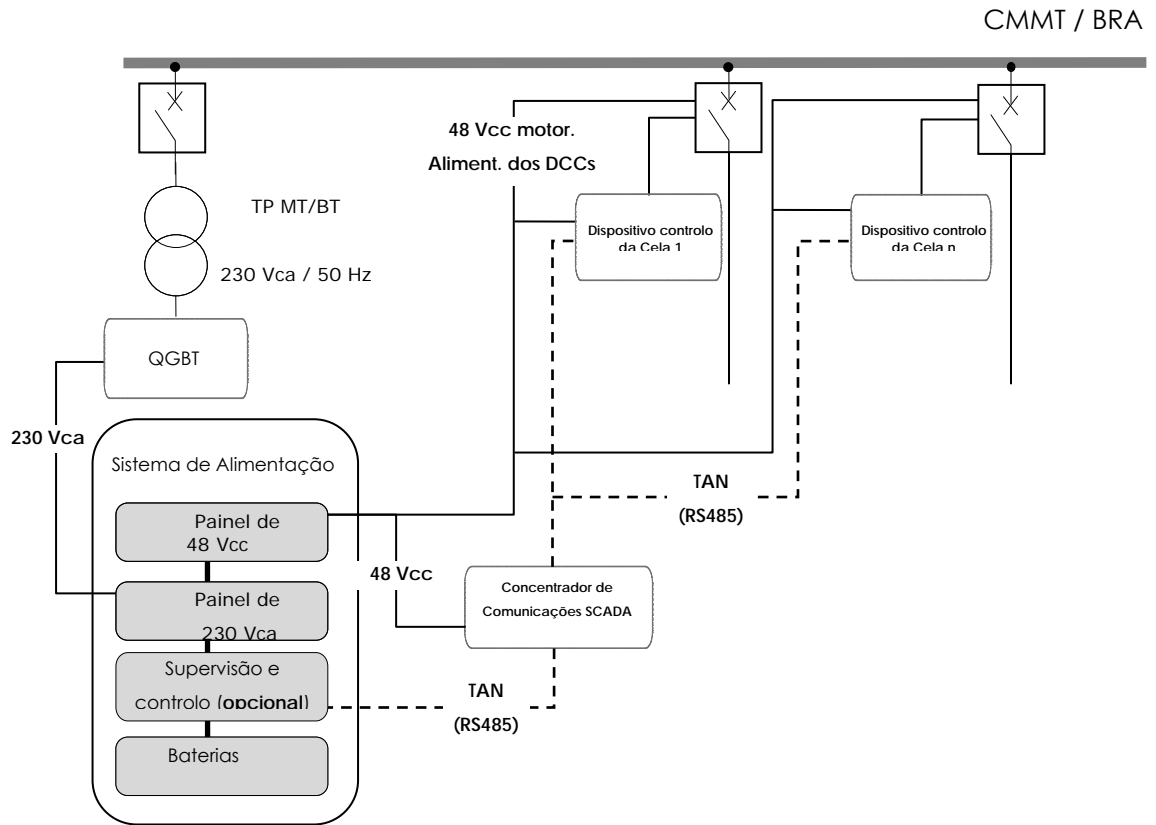 CMMT / BRA
48 Vcc motor.
Aliment. dos DCCs
TP MT/BT
230 Vca / 50 Hz
Dispositivo controlo
da Cela 1
Dispositivo controlo
da Cela n
QGBT
230 Vca
Sistema de Alimentação
Painel de
48 Vcc
Painel de
230 Vca
Supervisão e
controlo (opcional)
Baterias
48 Vcc
Concentrador de
Comunicações SCADA
TAN
(RS485)
TAN
(RS485)